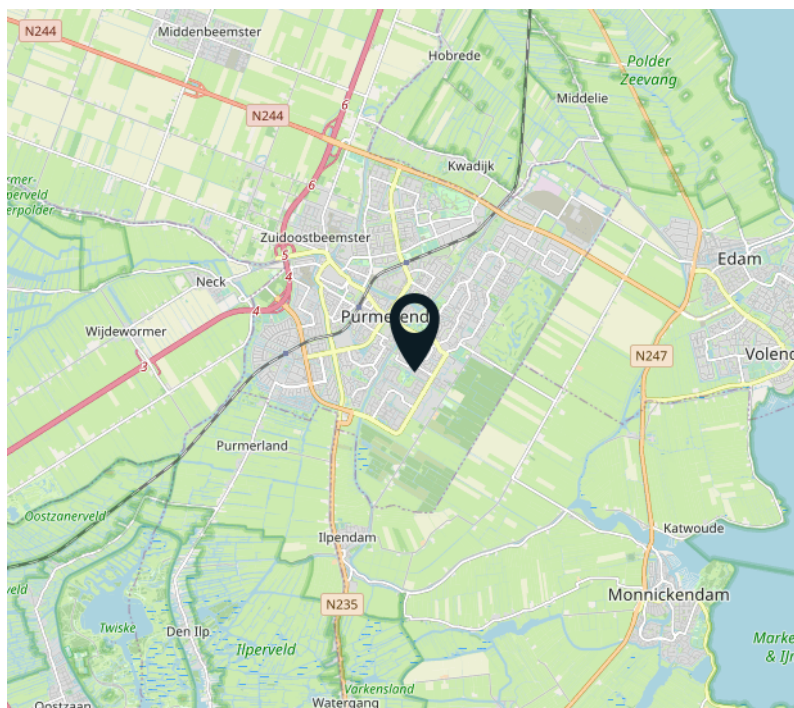 N244
Middenbeemster
Hobrede
Polder
Zeevang
Middelie
6
N244
Kwadijk
6
Zuidoostbeemster
5
4
Edam
Neck
4
Purmerend
Wijdewormer
3
N247
Volend
Purmerland
Oostzanerveld
Katwoude
Ilpendam
Monnickendam
N235
Twiske
Den Ilp
Ilperveld
Marke
& IJ
Varkensland
Oostzaan
Watergang